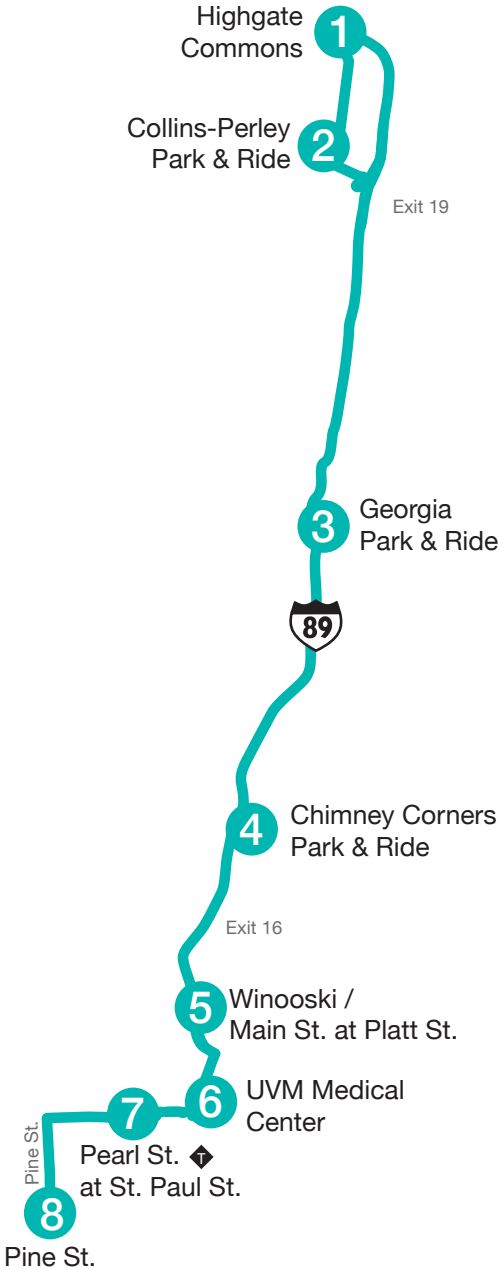 Highgate
Commons
1
Collins-Perley
Park & Ride
2
Exit 19
3
Georgia
Park & Ride
89
4
Chimney Corners
Park & Ride
Exit 16
5
Winooski /
Main St. at Platt St.
6
UVM Medical
Center
7
Pearl St. T
at St. Paul St.
Pine St.
8
Pine St.